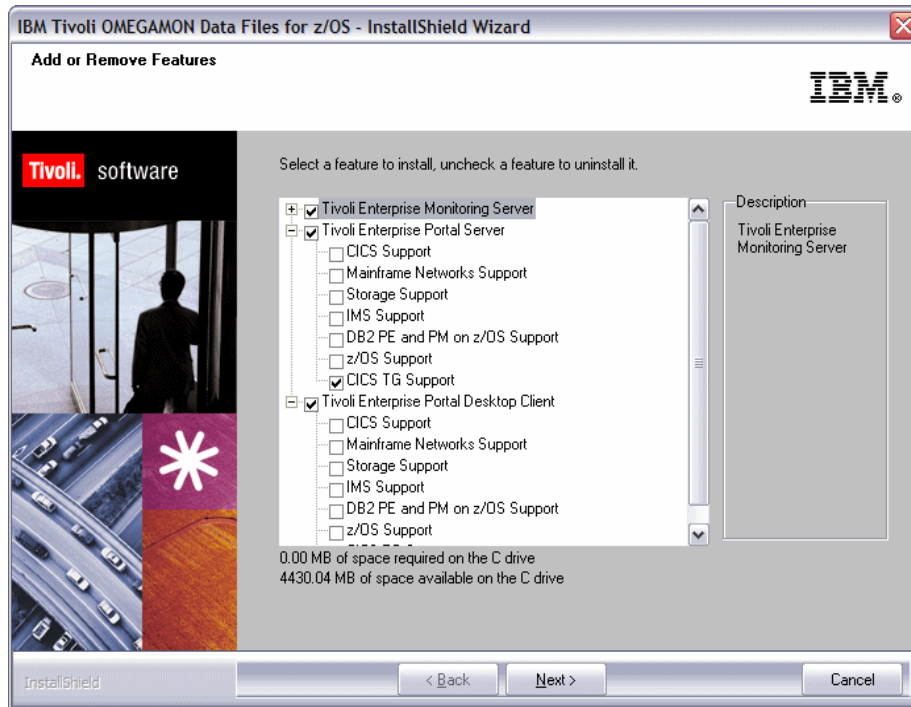 IBM Tivoli OMEGAMON Data Files for z/OS - InstallShield Wizard
Add or Remove Features
IBM®
Tivoli. software
Select a feature to install, uncheck a feature to uninstall it.
Tivoli Enterprise Monitoring Server
Tivoli Enterprise Portal Server
CICS Support
Mainframe Networks Support
Storage Support
IMS Support
DB2 PE and PM on z/OS Support
z/OS Support
CICS TG Support
Tivoli Enterprise Portal Desktop Client
CICS Support
Mainframe Networks Support
Storage Support
IMS Support
DB2 PE and PM on z/OS Support
z/OS Support
Description
Tivoli Enterprise
Monitoring Server
0.00 MB of space required on the C drive
4430.04 MB of space available on the C drive
InstallShield
< Back
Next >
Cancel